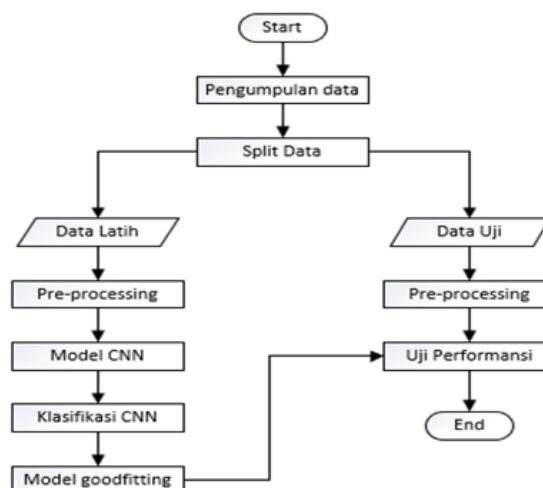 Start
Pengumpulan data
Split Data
Data Latih
Data Uji
Pre-processing
Pre-processing
Model CNN
Uji Performansi
Klasifikasi CNN
End
Model goodfitting